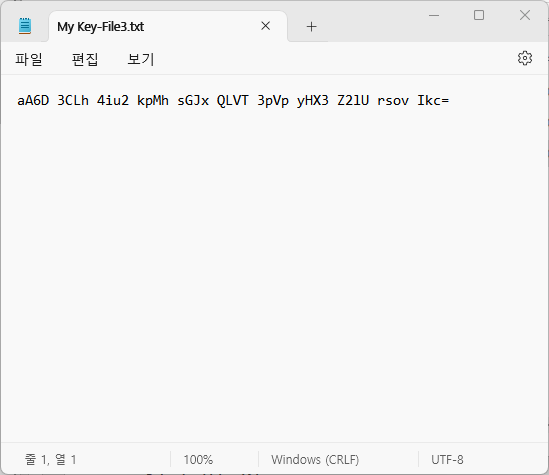 My Key-File3.txt
파일 편집 보기
aA6D 3CLh 4iu2 kpMh sGJx QLVT 3pVp yHX3 Z2lU rsov Ikc=
줄 1, 열 1 100% Windows (CRLF) UTF-8